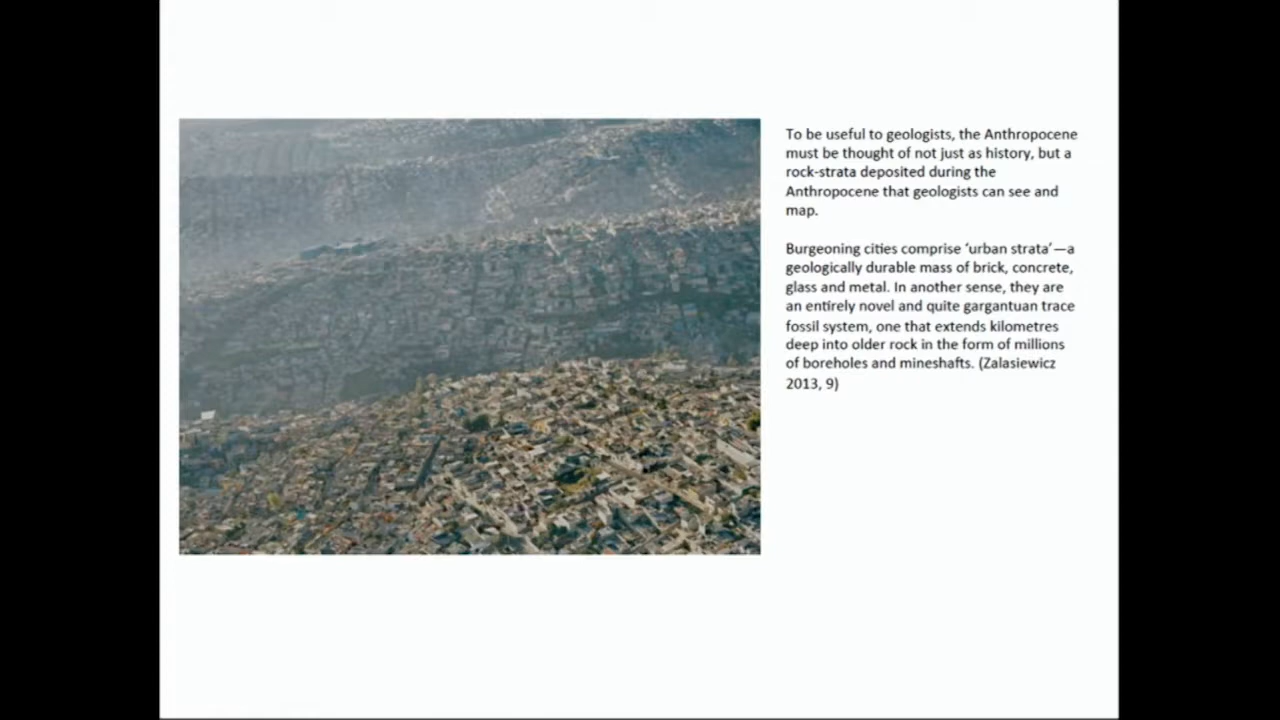 To be useful to geologists, the Anthropocene
must be thought of not just as history, but a
rock-strata deposited during the
Anthropocene that geologists can see and
map.
Burgeoning cities comprise ‘urban strata’—a
geologically durable mass of brick, concrete,
glass and metal. In another sense, they are
an entirely novel and quite gargantuan trace
fossil system, one that extends kilometres
deep into older rock in the form of millions
of boreholes and mineshafts. (Zalasiewicz
2013, 9)